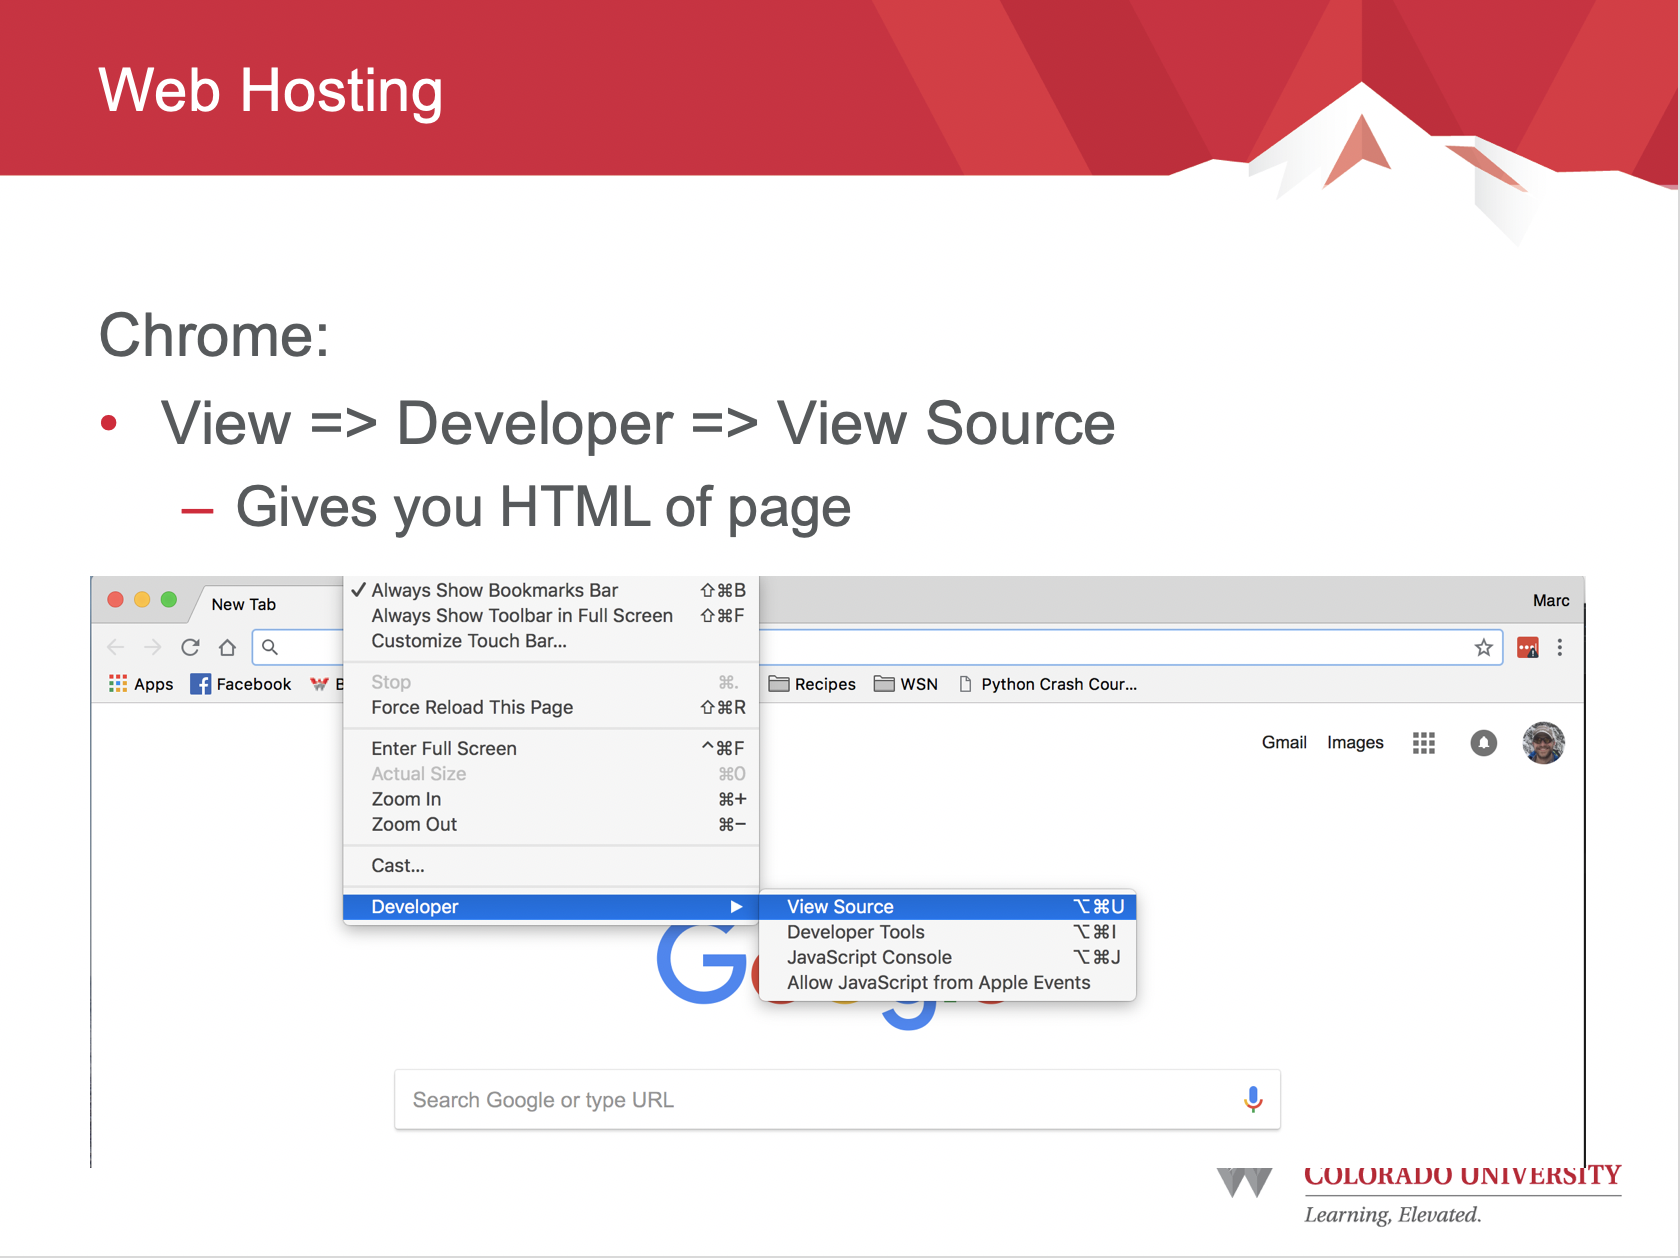 Web Hosting
Chrome:
• View => Developer => View Source
– Gives you HTML of page
New Tab
Marc
✓ Always Show Bookmarks Bar ⇧⌘B
Always Show Toolbar in Full Screen ⇧⌘F
Customize Touch Bar...
Apps Facebook B Recipes WSN Python Crash Cour...
Stop ⌘.
Force Reload This Page ⇧⌘R
Enter Full Screen ^⌘F
Actual Size ⌘0
Zoom In ⌘+
Zoom Out ⌘−
Cast...
Developer ▶
Gmail Images
View Source ⌥⌘U
Developer Tools ⌥⌘I
JavaScript Console ⌥⌘J
Allow JavaScript from Apple Events
Search Google or type URL
COLORADO UNIVERSITY
Learning, Elevated.